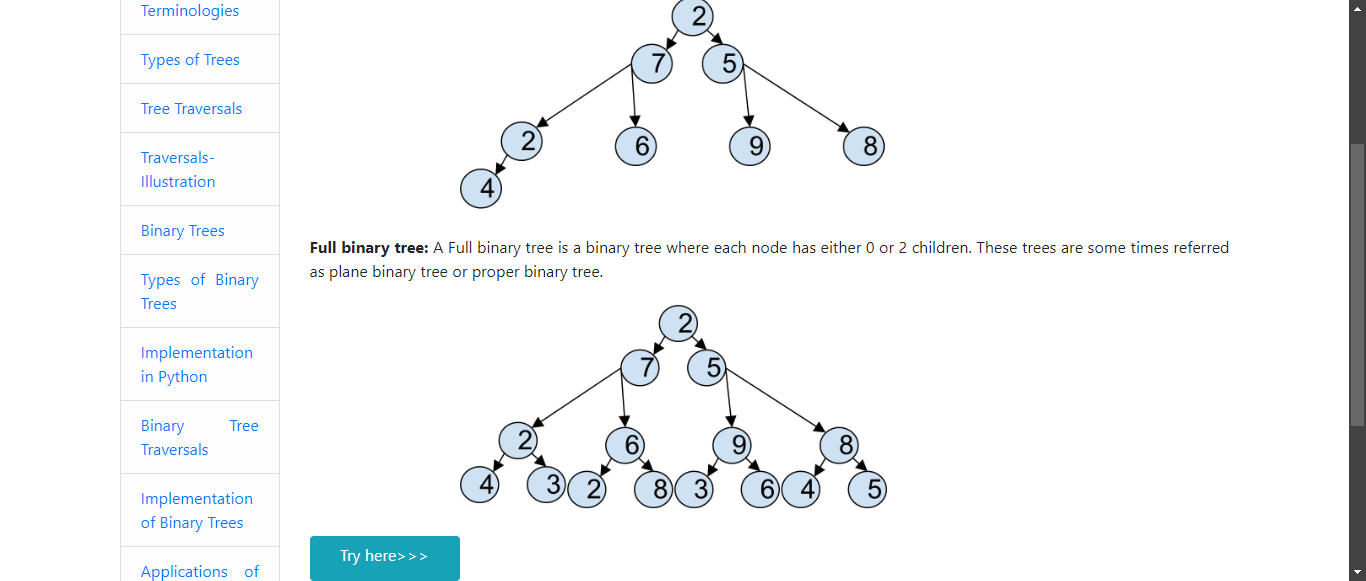 Terminologies
Types of Trees
Tree Traversals
Traversals-
Illustration
Binary Trees
Types of Binary
Trees
Implementation
in Python
Binary Tree
Traversals
Implementation
of Binary Trees
Applications of
2
7 5
2 6 9 8
4
Full binary tree: A Full binary tree is a binary tree where each node has either 0 or 2 children. These trees are some times referred
as plane binary tree or proper binary tree.
2
7 5
2 6 9 8
4 3 2 8 3 6 4 5
Try here>>>